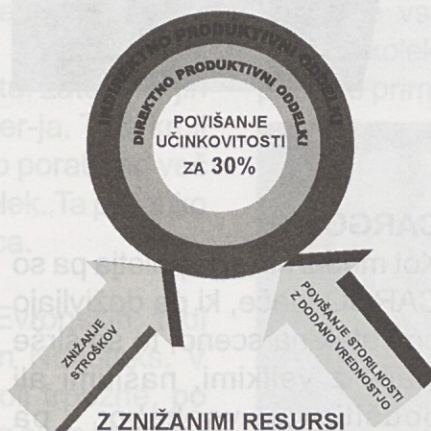 INDIREKTNO PRODUKTIVNI ODDELKI
DIREKTNO PRODUKTIVNI ODDELKI
POVIŠANJE
UČINKOVITOSTI
ZA 30%
ZNIŽANJE
STROŠKOV
POVIŠANJE STORILNOSTI
Z DODANO VREDNOSTJO
Z ZNIŽANIMI RESURSI